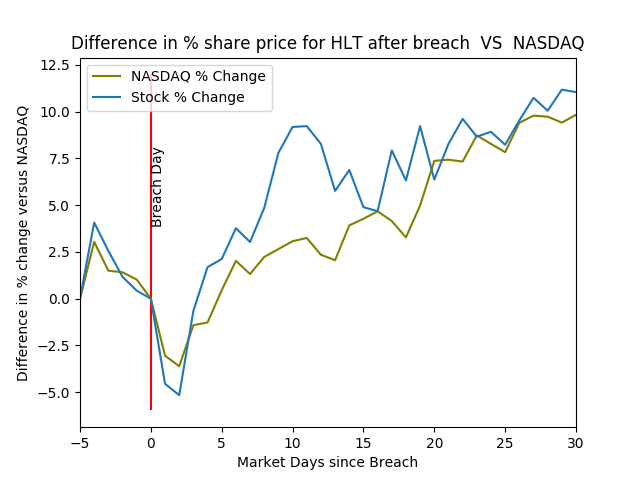 Difference in % share price for HLT after breach  VS  NASDAQ
NASDAQ % Change
Stock % Change
Breach Day
Difference in % change versus NASDAQ
12.5
10.0
7.5
5.0
2.5
0.0
−2.5
−5.0
−5
0
5
10
15
20
25
30
Market Days since Breach